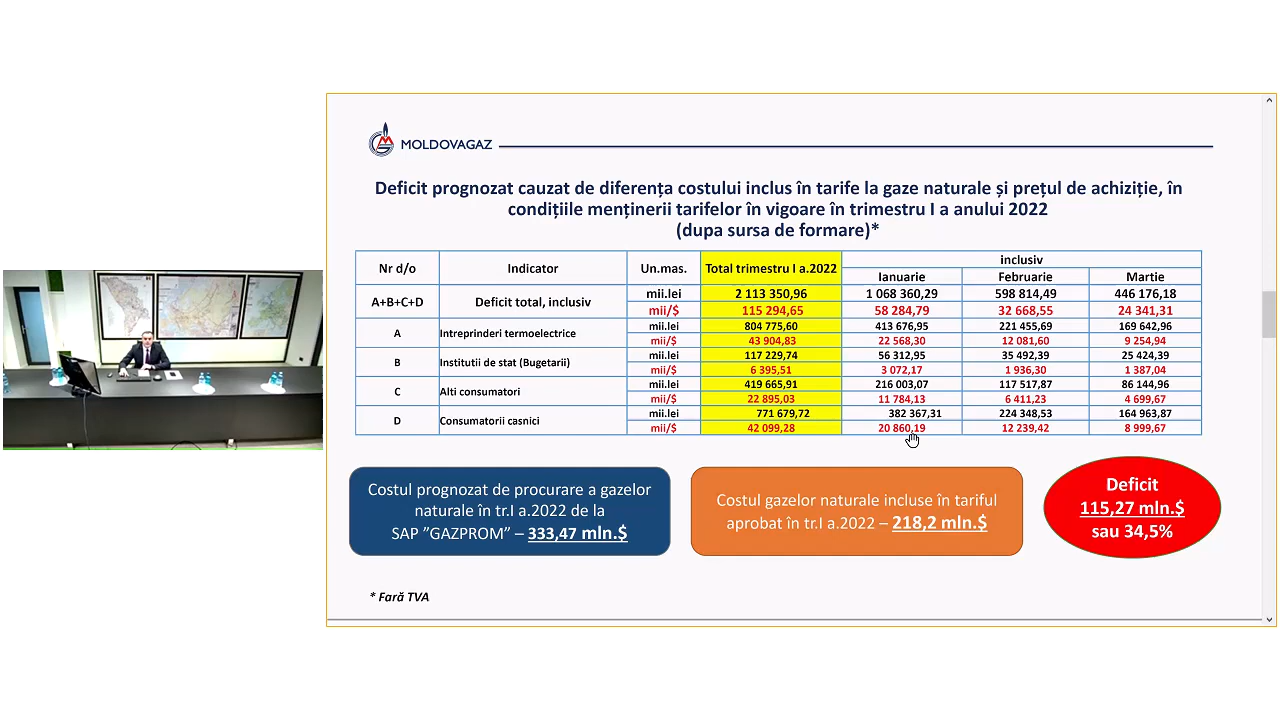 MOLDOVAGAZ
Deficit prognozat cauzat de diferența costului inclus în tarife la gaze naturale și prețul de achiziție, în
condițiile menținerii tarifelor în vigoare în trimestru I a anului 2022
(dupa sursa de formare)*
Nr d/o Indicator Un.mas. Total trimestru I a.2022 inclusiv
Ianuarie Februarie Martie
A+B+C+D Deficit total, inclusiv mii.lei 2 113 350,96 1 068 360,29 598 814,49 446 176,18
mii/$ 115 294,65 58 284,79 32 668,55 24 341,31
A Intreprinderi termoelectrice mii.lei 804 775,60 413 676,95 221 455,69 169 642,96
mii/$ 43 904,83 22 568,30 12 081,60 9 254,94
B Institutii de stat (Bugetarii) mii.lei 117 229,74 56 312,95 35 492,39 25 424,39
mii/$ 6 395,51 3 072,17 1 936,30 1 387,04
C Alti consumatori mii.lei 419 665,91 216 003,07 117 517,87 86 144,96
mii/$ 22 895,03 11 784,13 6 411,23 4 699,67
D Consumatorii casnici mii.lei 771 679,72 382 367,31 224 348,53 164 963,87
mii/$ 42 099,28 20 860,19 12 239,42 8 999,67
Costul prognozat de procurare a gazelor
naturale în tr.I a.2022 de la
SAP ”GAZPROM” – 333,47 mln.$
Costul gazelor naturale incluse în tariful
aprobat în tr.I a.2022 – 218,2 mln.$
Deficit
115,27 mln.$
sau 34,5%
* Fară TVA